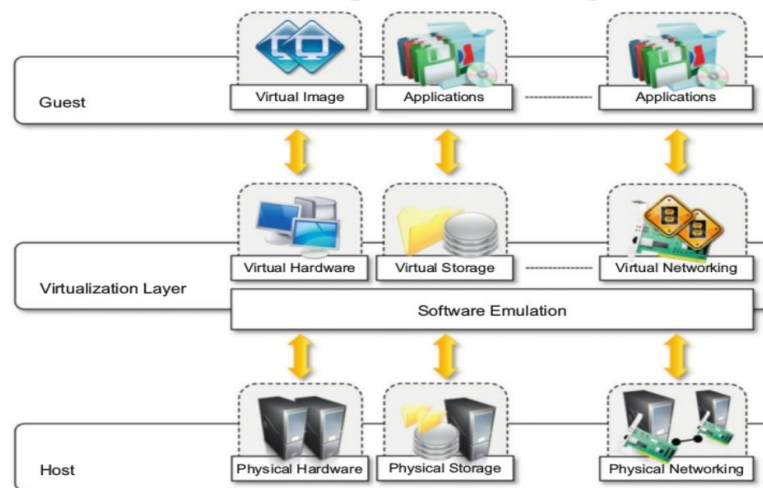 Guest
Virtual Image
Applications
Applications
Virtualization Layer
Virtual Hardware
Virtual Storage
Virtual Networking
Software Emulation
Host
Physical Hardware
Physical Storage
Physical Networking